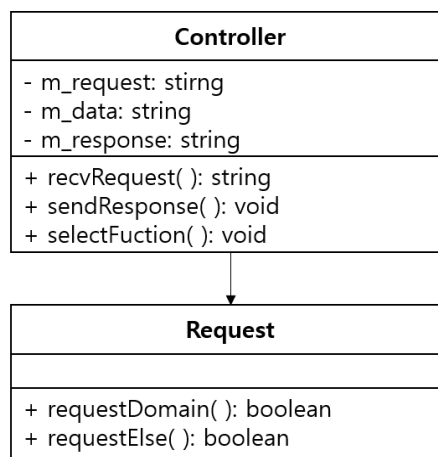 Controller
- m_request: stirng
- m_data: string
- m_response: string
+ recvRequest( ): string
+ sendResponse( ): void
+ selectFuction( ): void
Request
+ requestDomain( ): boolean
+ requestElse( ): boolean